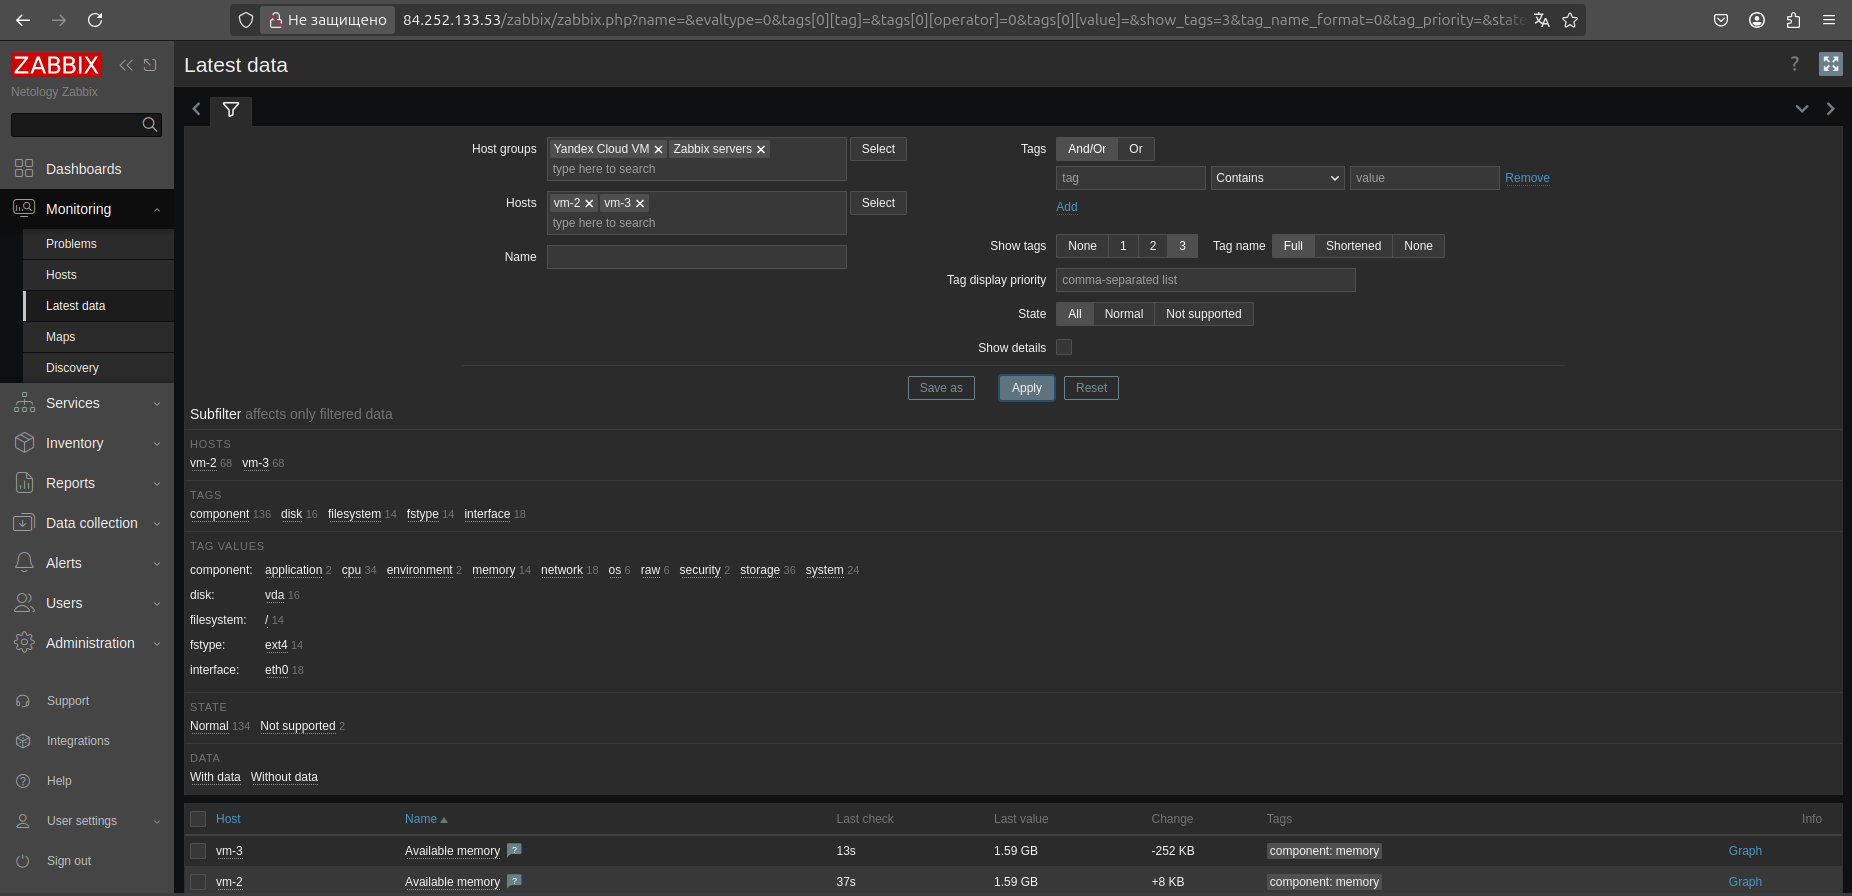 Не защищено 84.252.133.53/zabbix/zabbix.php?name=&evaltype=0&tags[0][tag]=&tags[0][operator]=0&tags[0][value]=&show_tags=3&tag_name_format=0&tag_priority=&state
ZABBIX
Netology Zabbix
Dashboards
Monitoring
Problems
Hosts
Latest data
Maps
Discovery
Services
Inventory
Reports
Data collection
Alerts
Users
Administration
Support
Integrations
Help
User settings
Sign out
Latest data
?
Host groups Yandex Cloud VM Zabbix servers Select
type here to search
Hosts vm-2 vm-3 Select
type here to search
Name
Tags And/Or Or
tag Contains value Remove
Add
Show tags None 1 2 3 Tag name Full Shortened None
Tag display priority comma-separated list
State All Normal Not supported
Show details
Save as Apply Reset
Subfilter affects only filtered data
HOSTS
vm-2 68 vm-3 68
TAGS
component 136 disk 16 filesystem 14 fstype 14 interface 18
TAG VALUES
component: application 2 cpu 34 environment 2 memory 14 network 18 os 6 raw 6 security 2 storage 36 system 24
disk: vda 16
filesystem: / 14
fstype: ext4 14
interface: eth0 18
STATE
Normal 134 Not supported 2
DATA
With data Without data
Host Name Last check Last value Change Tags Info
vm-3 Available memory ? 13s 1.59 GB -252 KB component: memory Graph
vm-2 Available memory ? 37s 1.59 GB +8 KB component: memory Graph